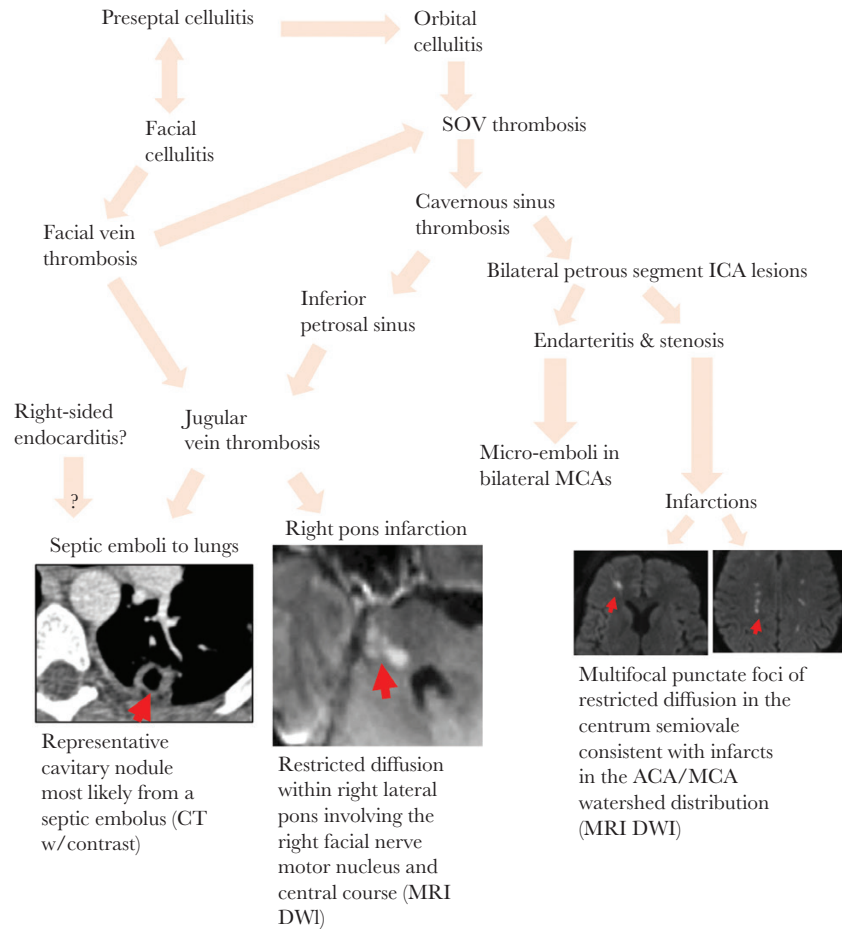 Preseptal cellulitis
Orbital
cellulitis
Facial
cellulitis
SOV thrombosis
Facial vein
thrombosis
Cavernous sinus
thrombosis
Bilateral petrous segment ICA lesions
Inferior
petrosal sinus
Endarteritis & stenosis
Right-sided
endocarditis?
Jugular
vein thrombosis
Micro-emboli in
bilateral MCAs
?
Infarctions
Septic emboli to lungs
Right pons infarction
Representative
cavitary nodule
most likely from a
septic embolus (CT
w/contrast)
Restricted diffusion
within right lateral
pons involving the
right facial nerve
motor nucleus and
central course (MRI
DWl)
Multifocal punctate foci of
restricted diffusion in the
centrum semiovale
consistent with infarcts
in the ACA/MCA
watershed distribution
(MRI DWI)